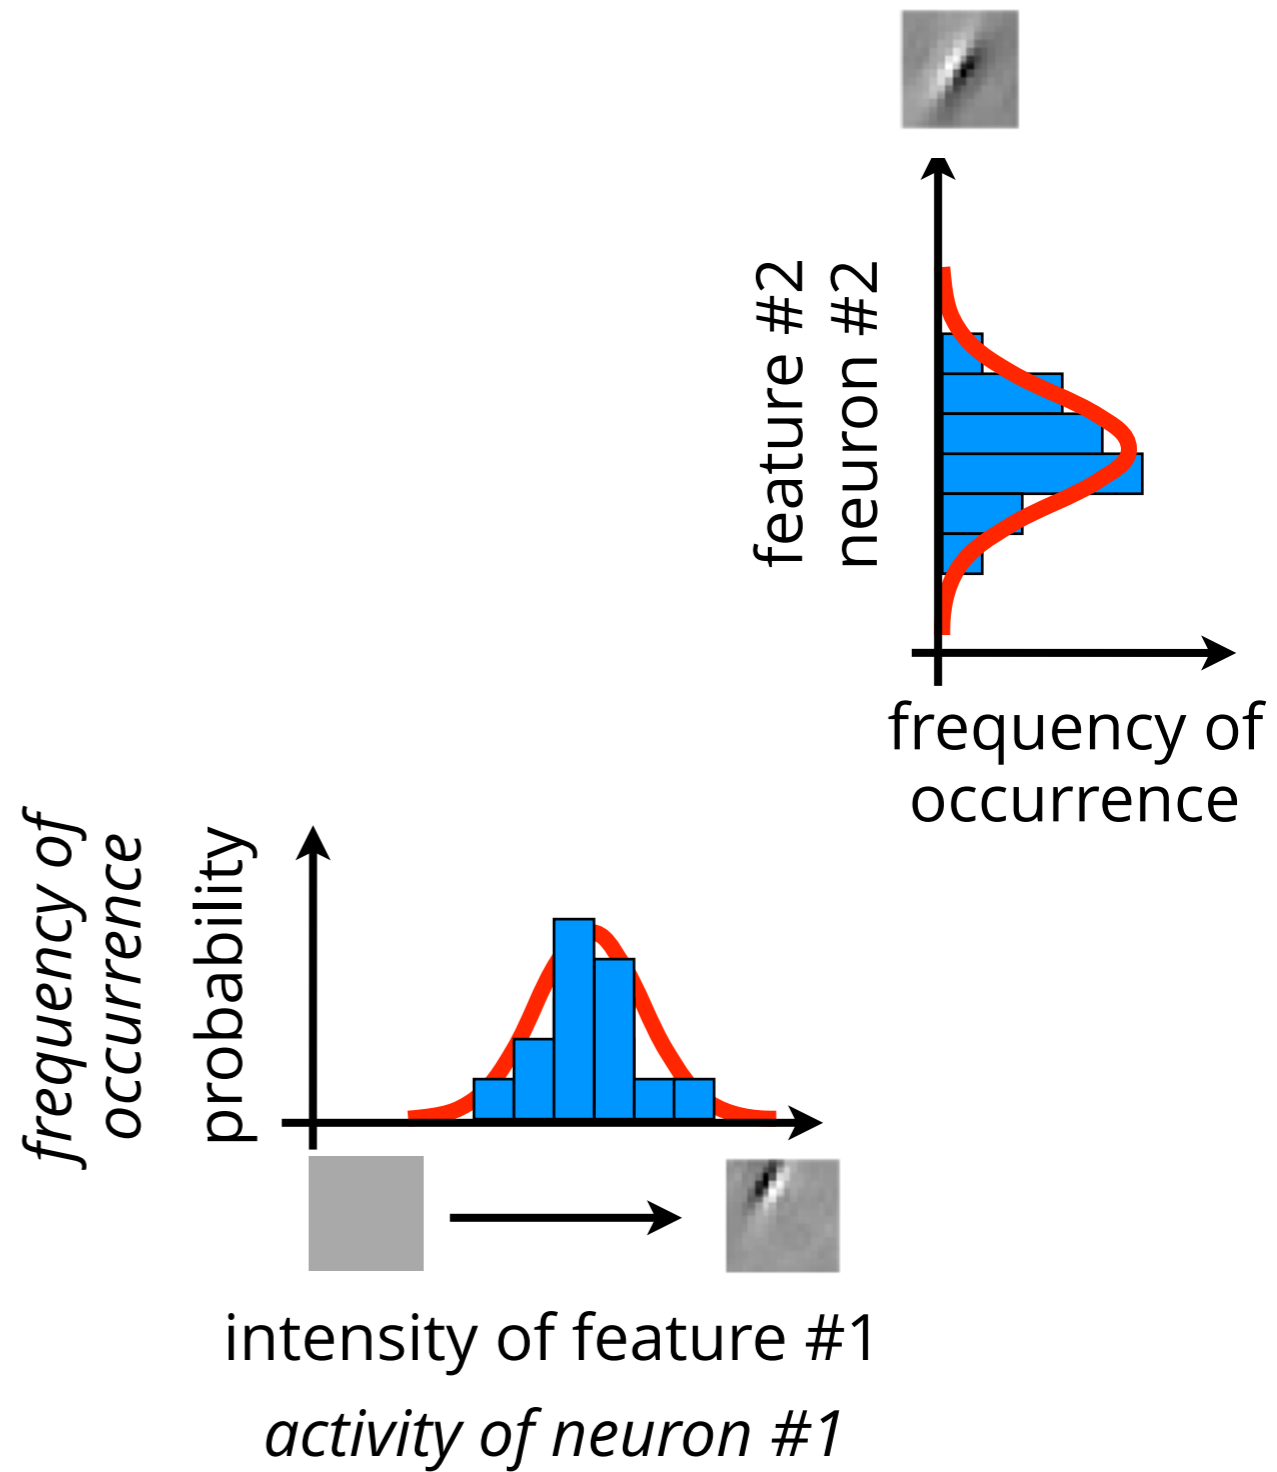 feature #2
neuron #2
frequency of
occurrence
frequency of
occurrence
probability
intensity of feature #1
activity of neuron #1